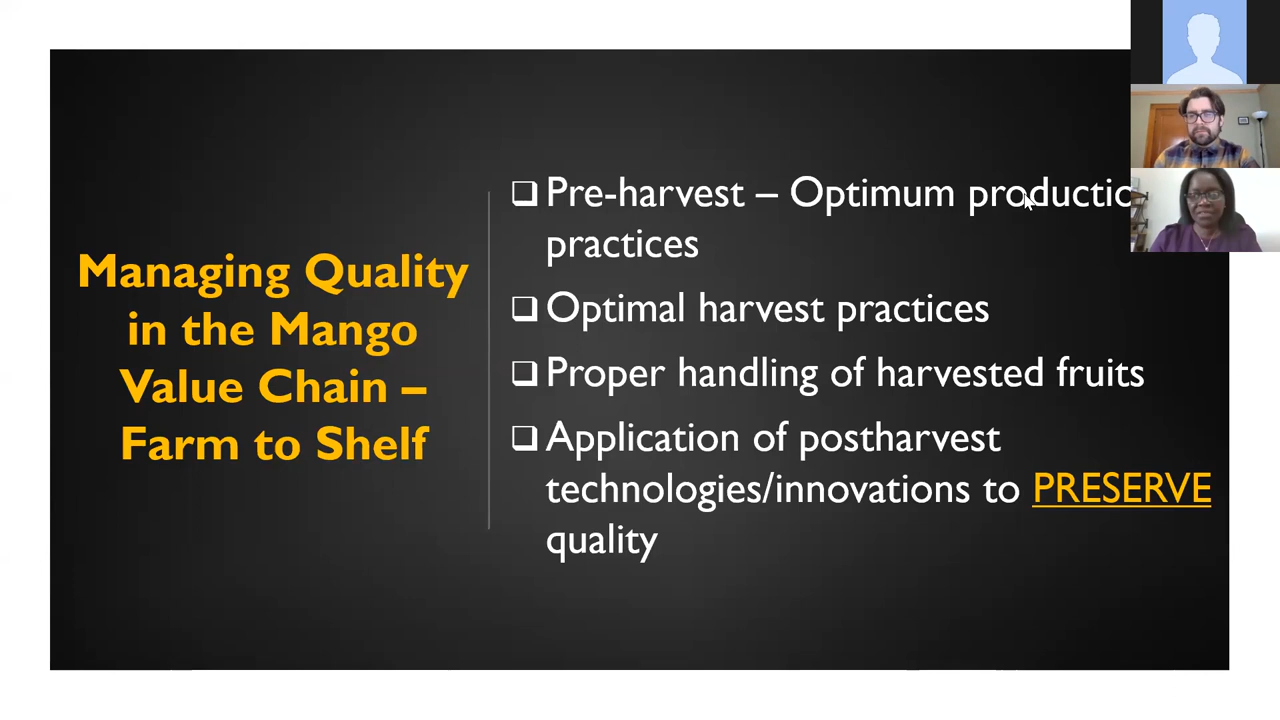 Managing Quality
in the Mango
Value Chain –
Farm to Shelf
Pre-harvest – Optimum productio
practices
Optimal harvest practices
Proper handling of harvested fruits
Application of postharvest
technologies/innovations to PRESERVE
quality